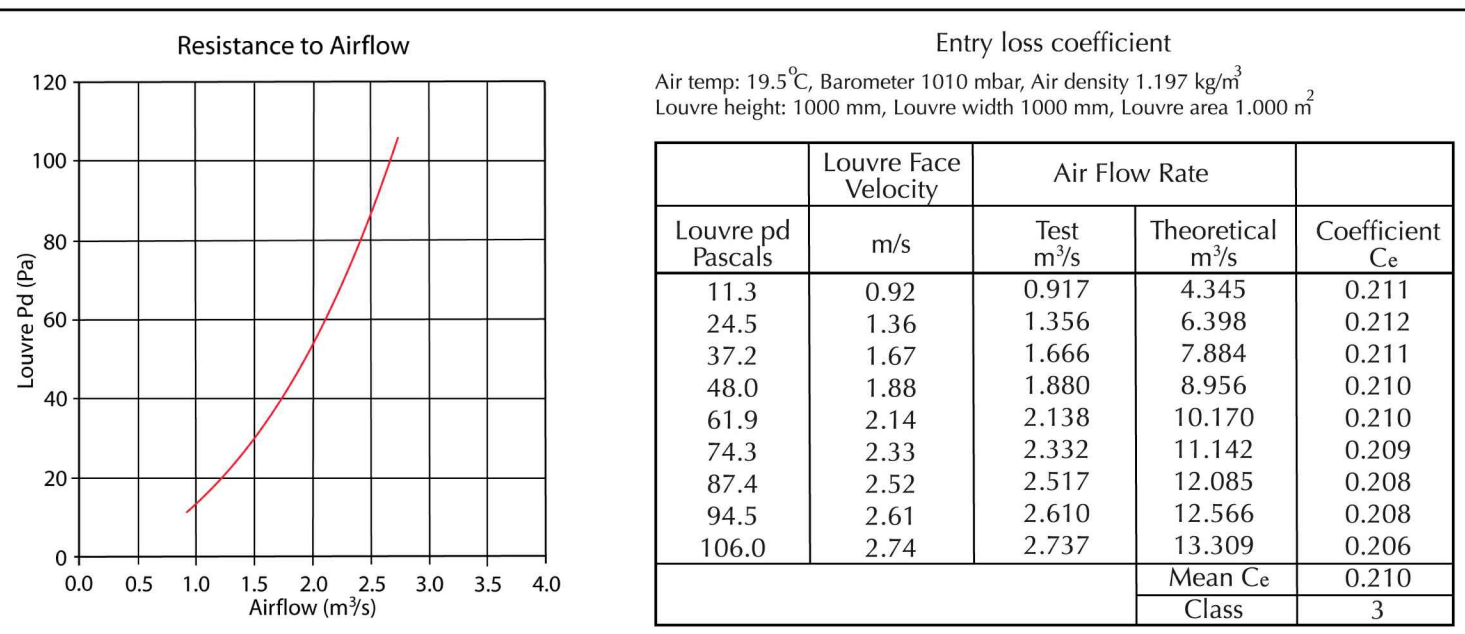 Resistance to Airflow
120
100
80
60
40
20
0
Louvre Pd (Pa)
0.0 0.5 1.0 1.5 2.0 2.5 3.0 3.5 4.0
Airflow (m³/s)
Entry loss coefficient
Air temp: 19.5°C, Barometer 1010 mbar, Air density 1.197 kg/m³
Louvre height: 1000 mm, Louvre width 1000 mm, Louvre area 1.000 m²
Louvre Face Velocity Air Flow Rate
Louvre pd Pascals m/s Test m³/s Theoretical m³/s Coefficient Ce
11.3 0.92 0.917 4.345 0.211
24.5 1.36 1.356 6.398 0.212
37.2 1.67 1.666 7.884 0.211
48.0 1.88 1.880 8.956 0.210
61.9 2.14 2.138 10.170 0.210
74.3 2.33 2.332 11.142 0.209
87.4 2.52 2.517 12.085 0.208
94.5 2.61 2.610 12.566 0.208
106.0 2.74 2.737 13.309 0.206
Mean Ce 0.210
Class 3